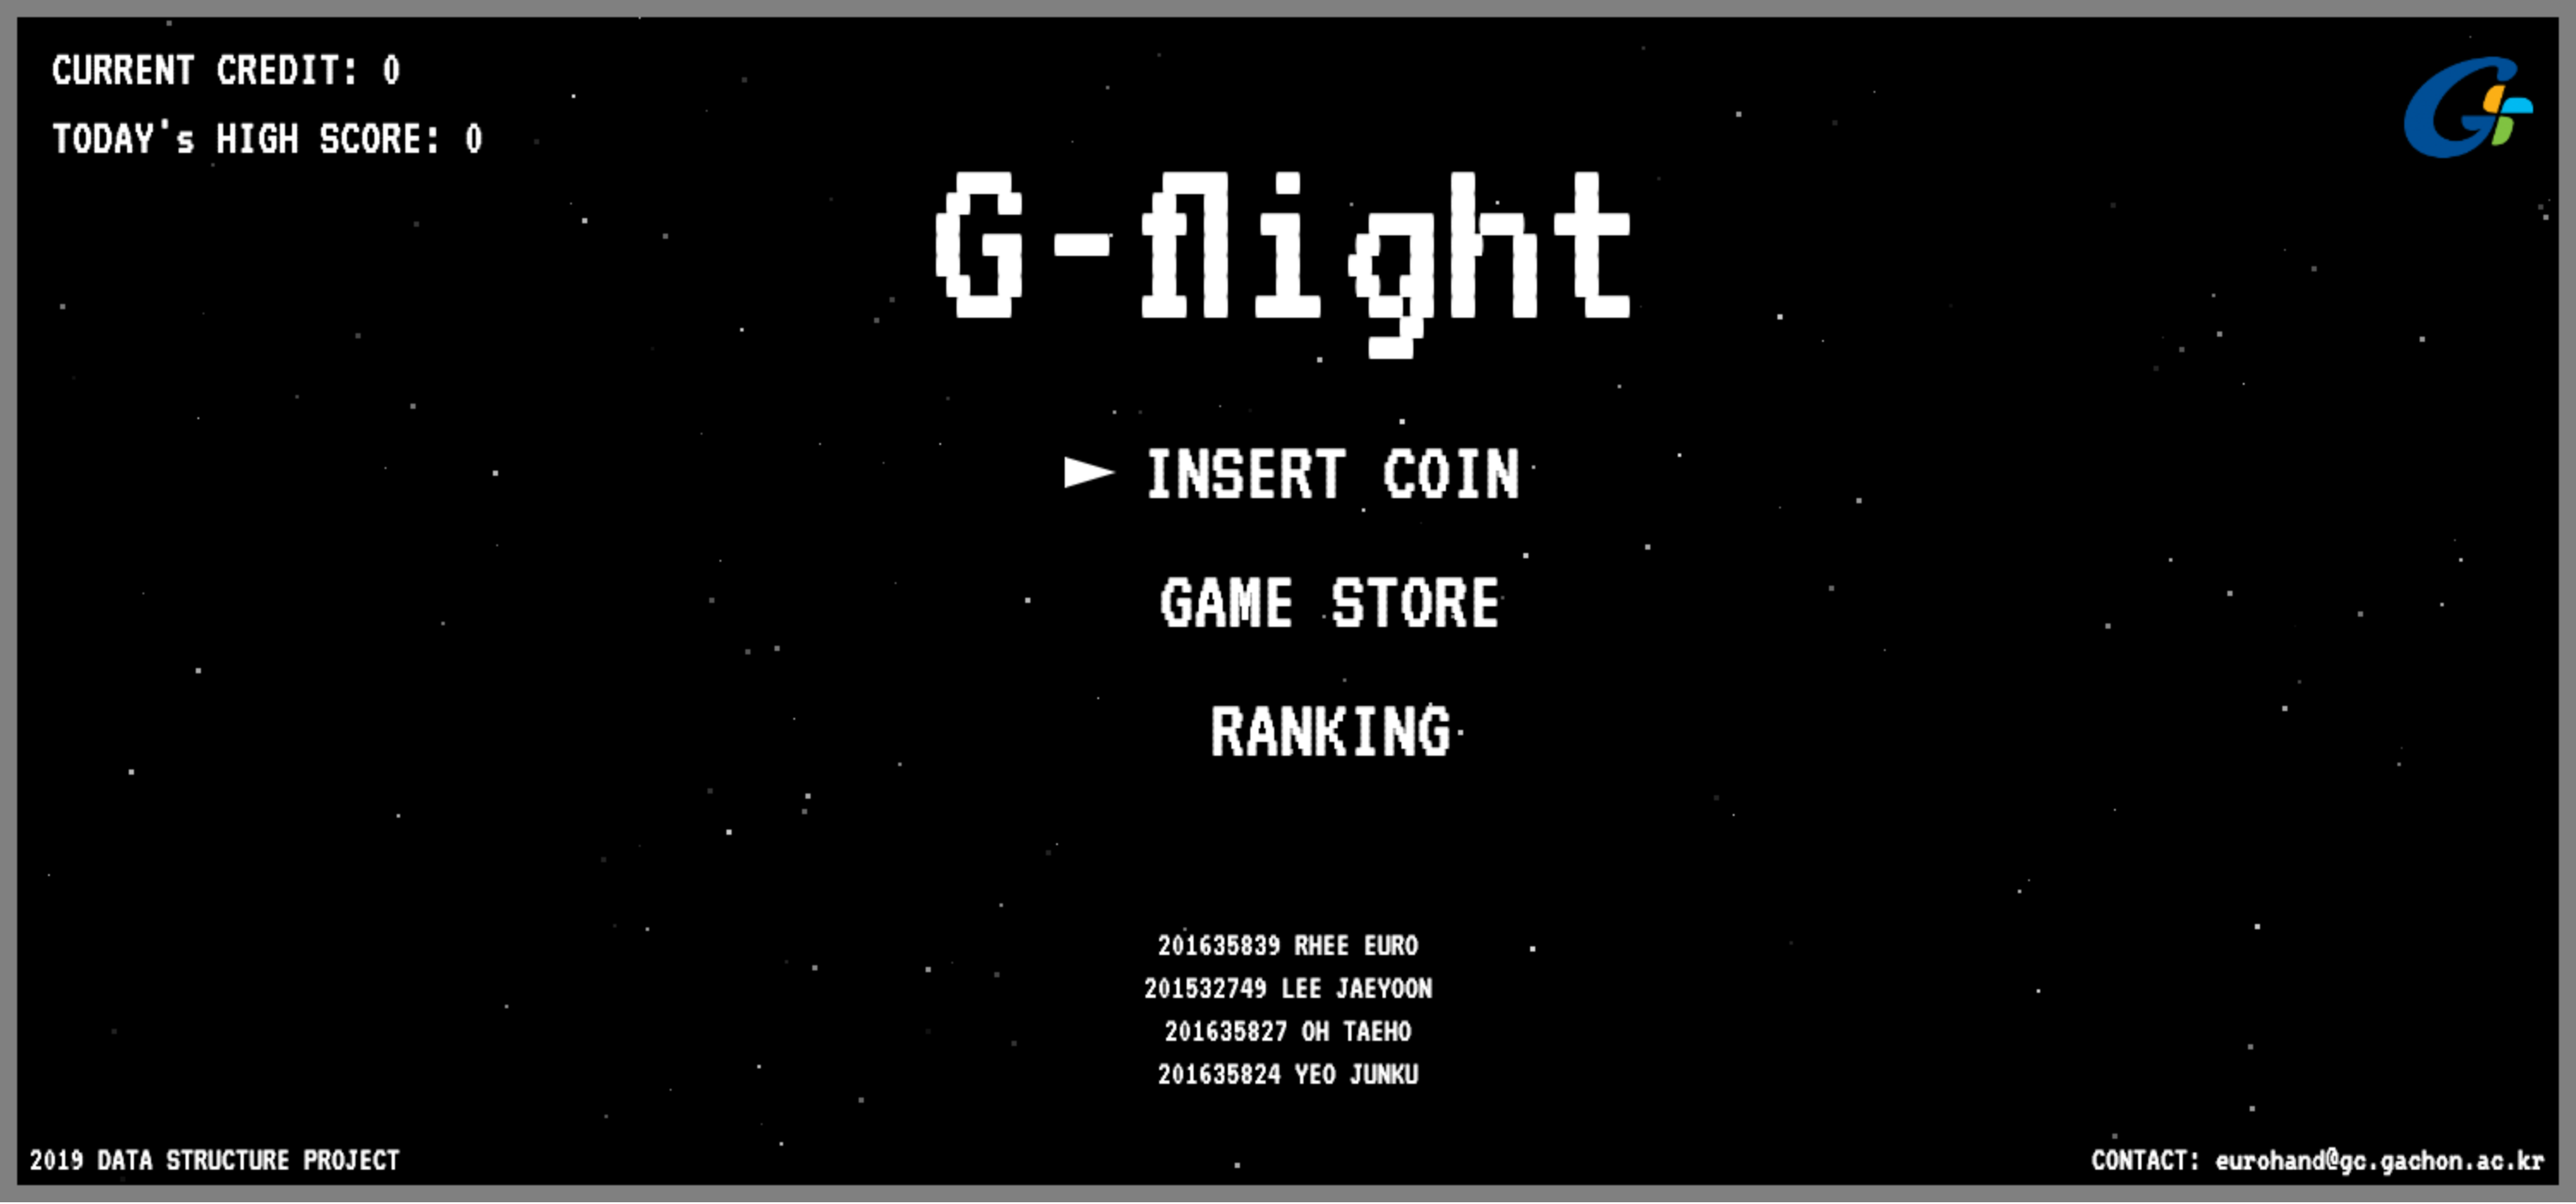 CURRENT CREDIT: 0
TODAY's HIGH SCORE: 0
G-flight
INSERT COIN
GAME STORE
RANKING
201635839 RHEE EURO
201532749 LEE JAEYOON
201635827 OH TAEHO
201635824 YEO JUNKU
2019 DATA STRUCTURE PROJECT
CONTACT: eurohand@gc.gachon.ac.kr